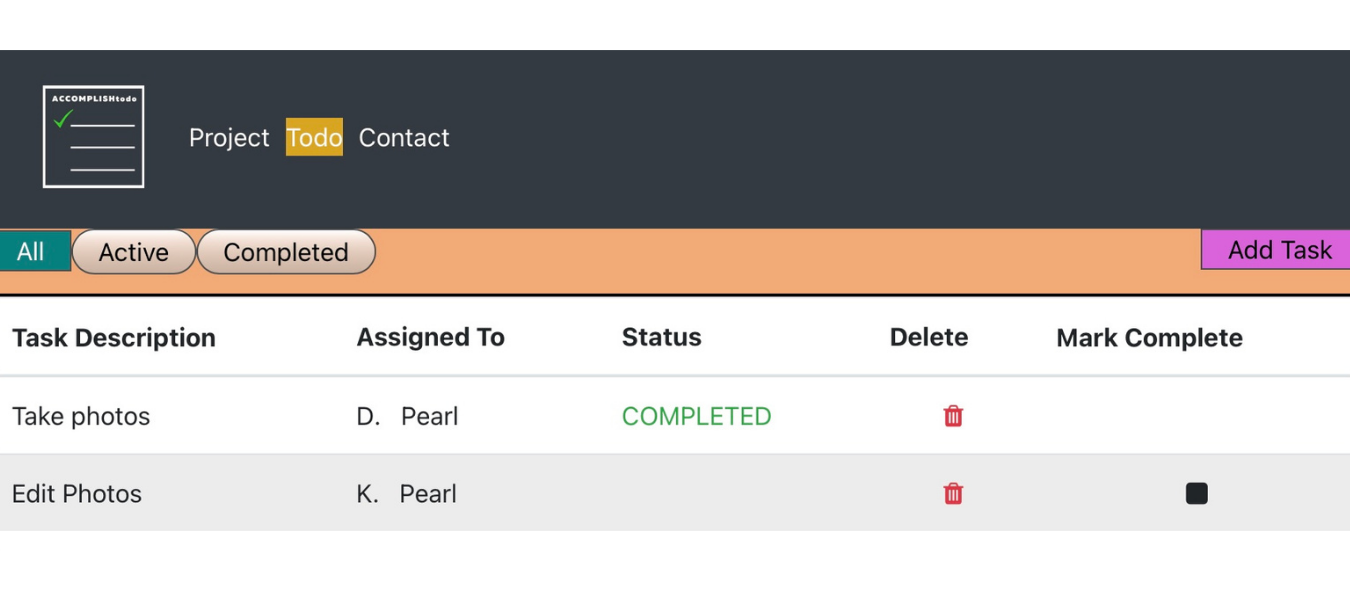 ACCOMPLISHtodo
Project Todo Contact
All Active Completed Add Task
Task Description Assigned To Status Delete Mark Complete
Take photos D. Pearl COMPLETED
Edit Photos K. Pearl